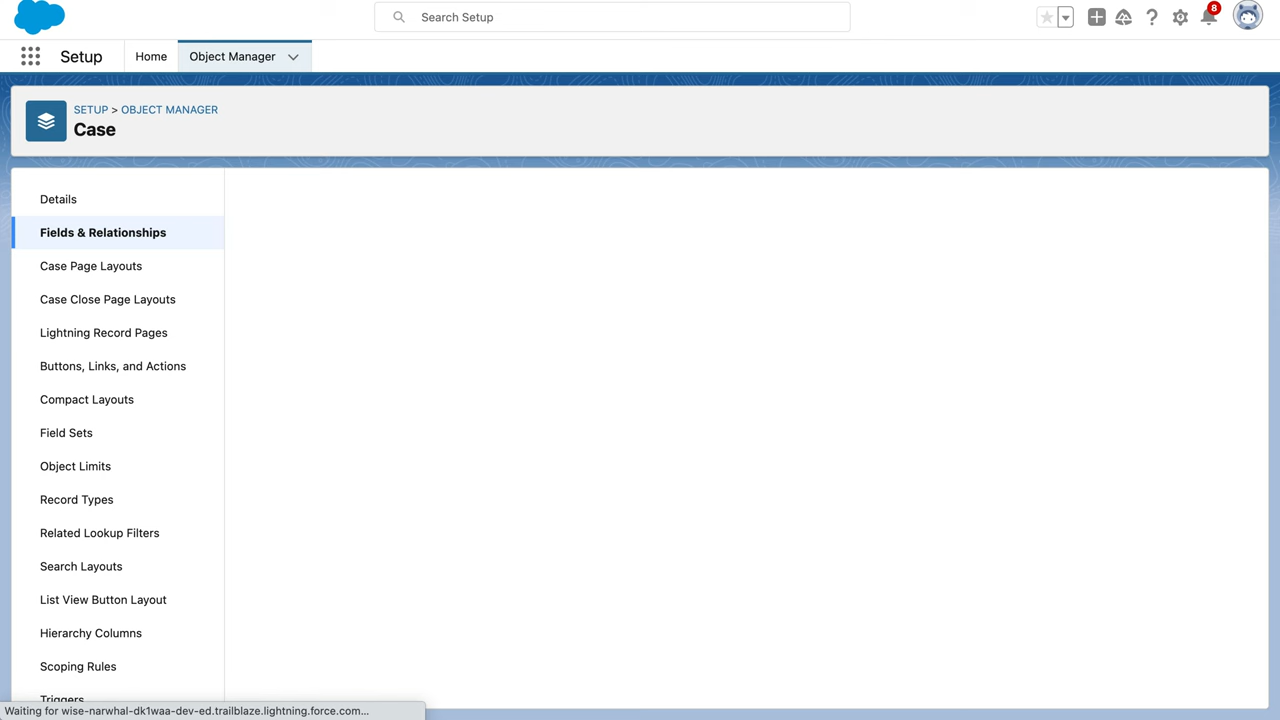 Search Setup
8
Setup
Home
Object Manager
SETUP > OBJECT MANAGER
Case
Details
Fields & Relationships
Case Page Layouts
Case Close Page Layouts
Lightning Record Pages
Buttons, Links, and Actions
Compact Layouts
Field Sets
Object Limits
Record Types
Related Lookup Filters
Search Layouts
List View Button Layout
Hierarchy Columns
Scoping Rules
Triggers
Waiting for wise-narwhal-dk1waa-dev-ed.trailblaze.lightning.force.com...